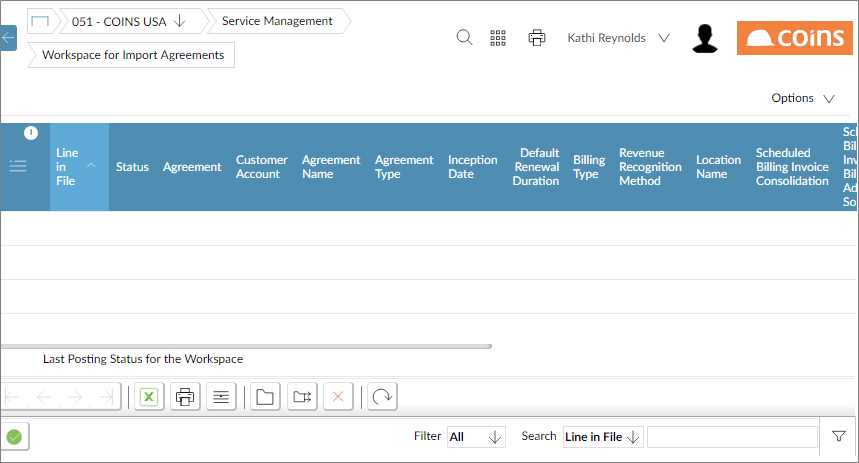 051 - COINS USA
Service Management
Workspace for Import Agreements
Kathi Reynolds
coins
Options
Line
in
File
Status
Agreement
Customer
Account
Agreement
Name
Agreement
Type
Inception
Date
Default
Renewal
Duration
Billing
Type
Revenue
Recognition
Method
Location
Name
Scheduled
Billing Invoice
Consolidation
Sch
Bil
Inv
Bil
Ad
So
Last Posting Status for the Workspace
Filter All Search Line in File